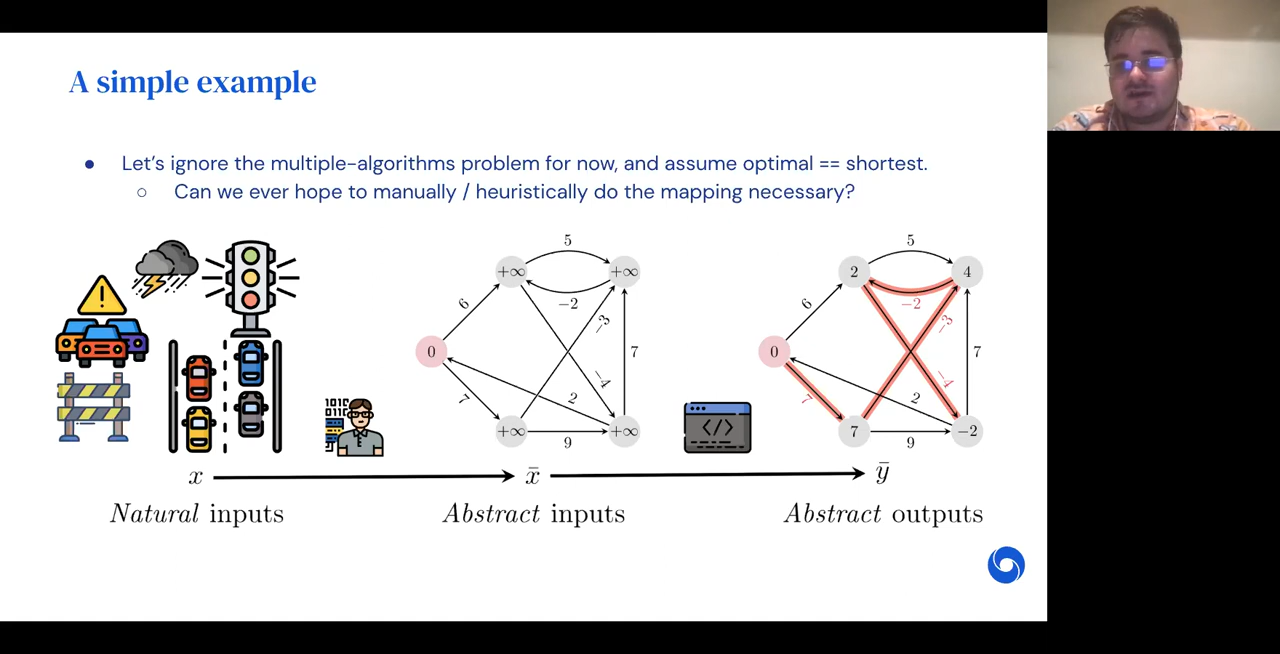 A simple example
● Let's ignore the multiple-algorithms problem for now, and assume optimal == shortest.
○ Can we ever hope to manually / heuristically do the mapping necessary?
5 5
+∞ +∞ 2 4
6 −2 6 −2
−3 −3
0 7 0 7
−4 −4
7 2 7 2
1010
0110
+∞ 9 +∞ </> 7 9 −2
x x̄ ȳ
Natural inputs Abstract inputs Abstract outputs